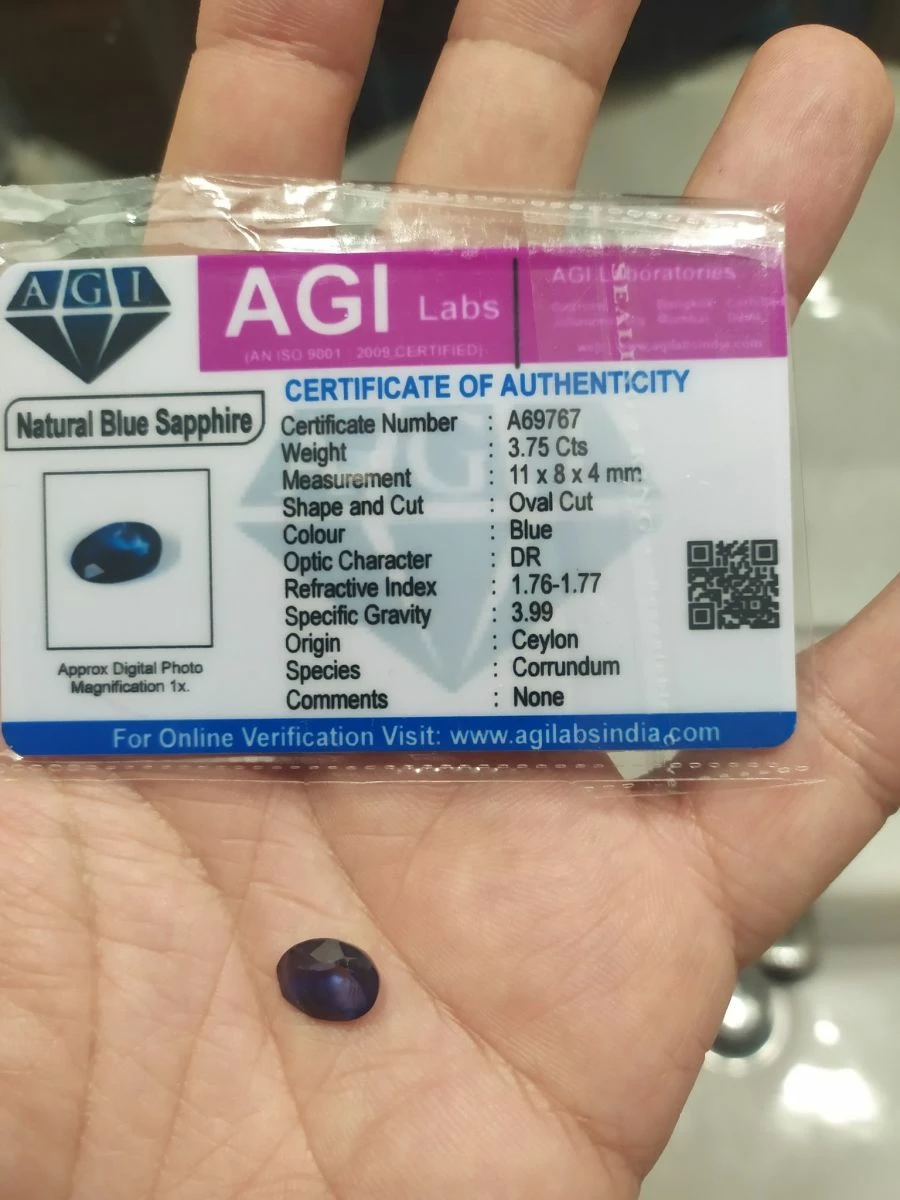 AGI
AGI Labs
AGI Laboratories
(AN ISO 9001 : 2009 CERTIFIED)
CERTIFICATE OF AUTHENTICITY
Natural Blue Sapphire
Certificate Number : A69767
Weight : 3.75 Cts
Measurement : 11 x 8 x 4 mm
Shape and Cut : Oval Cut
Colour : Blue
Optic Character : DR
Refractive Index : 1.76-1.77
Specific Gravity : 3.99
Origin : Ceylon
Species : Corrundum
Comments : None
Approx Digital Photo
Magnification 1x.
For Online Verification Visit: www.agilabsindia.com